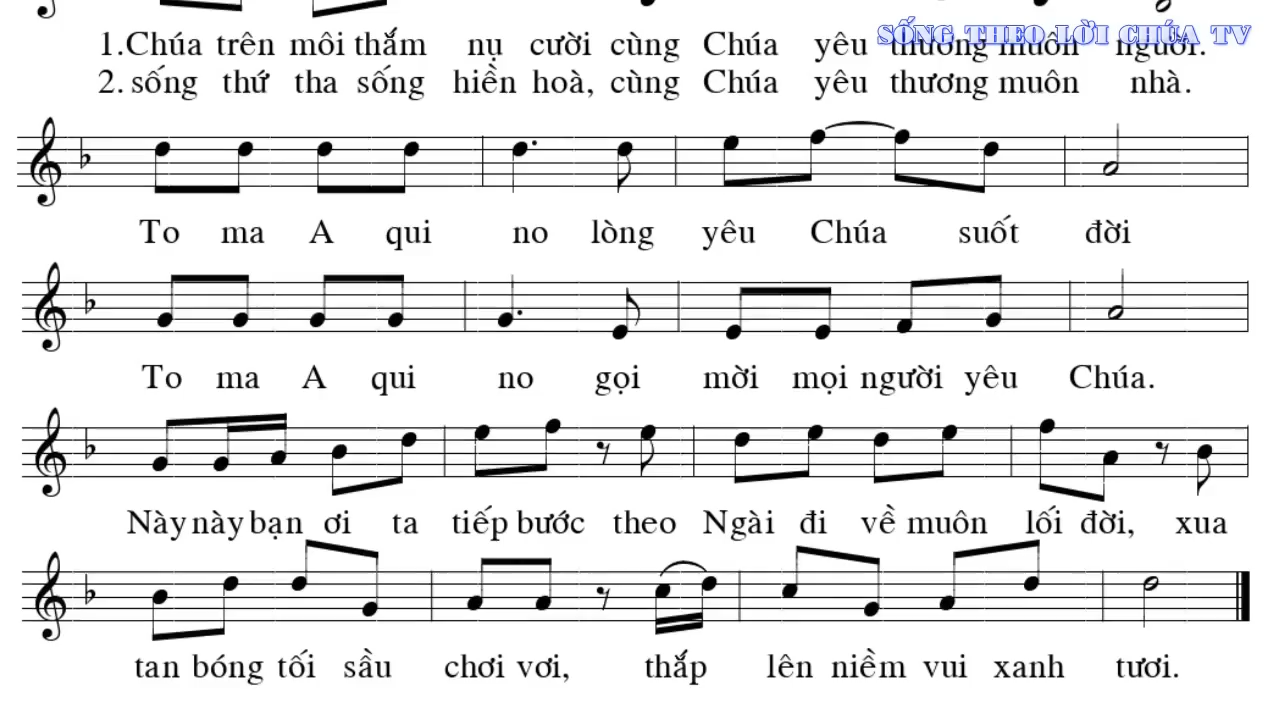 SỐNG THEO LỜI CHÚA TV
1.Chúa trên môi thắm nụ cười cùng Chúa yêu thương muôn người.
2. sống thứ tha sống hiền hoà, cùng Chúa yêu thương muôn nhà.
To ma A qui no lòng yêu Chúa suốt đời
To ma A qui no gọi mời mọi người yêu Chúa.
Này này bạn ơi ta tiếp bước theo Ngài đi về muôn lối đời, xua
tan bóng tối sầu chơi vơi, thắp lên niềm vui xanh tươi.